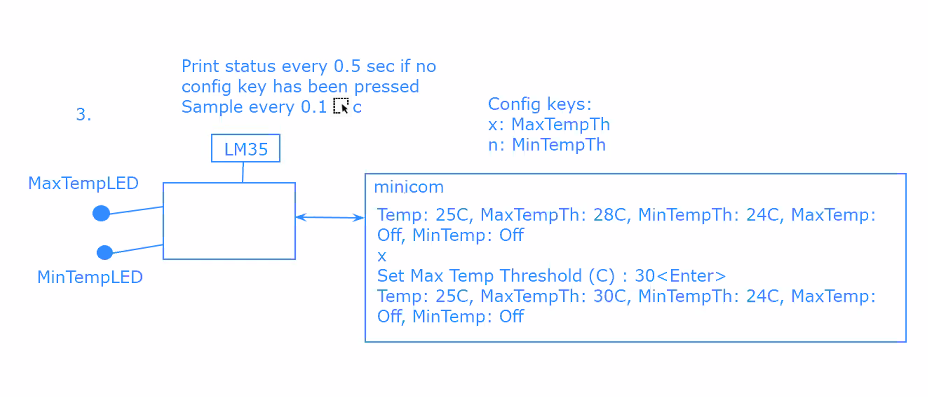 Print status every 0.5 sec if no
config key has been pressed
Sample every 0.1 c
3.
Config keys:
x: MaxTempTh
n: MinTempTh
LM35
MaxTempLED
MinTempLED
minicom
Temp: 25C, MaxTempTh: 28C, MinTempTh: 24C, MaxTemp:
Off, MinTemp: Off
x
Set Max Temp Threshold (C) : 30<Enter>
Temp: 25C, MaxTempTh: 30C, MinTempTh: 24C, MaxTemp:
Off, MinTemp: Off